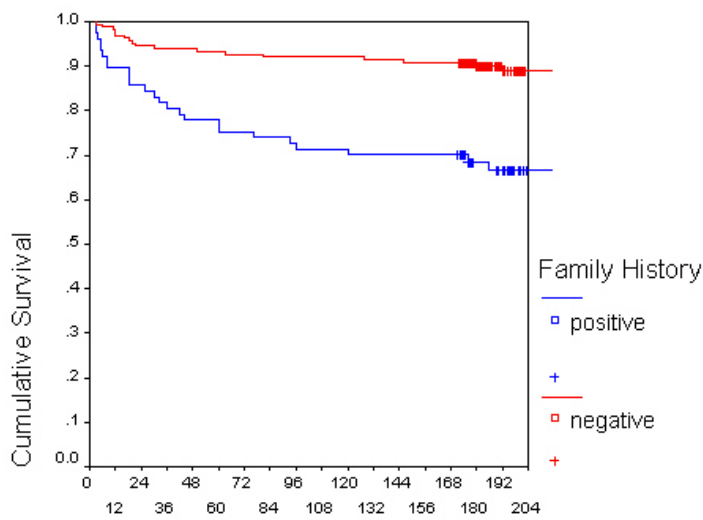 1.0
.9
.8
.7
.6
.5
.4
.3
.2
.1
0.0
Cumulative Survival
0 24 48 72 96 120 144 168 192
12 36 60 84 108 132 156 180 204
Family History
positive
negative